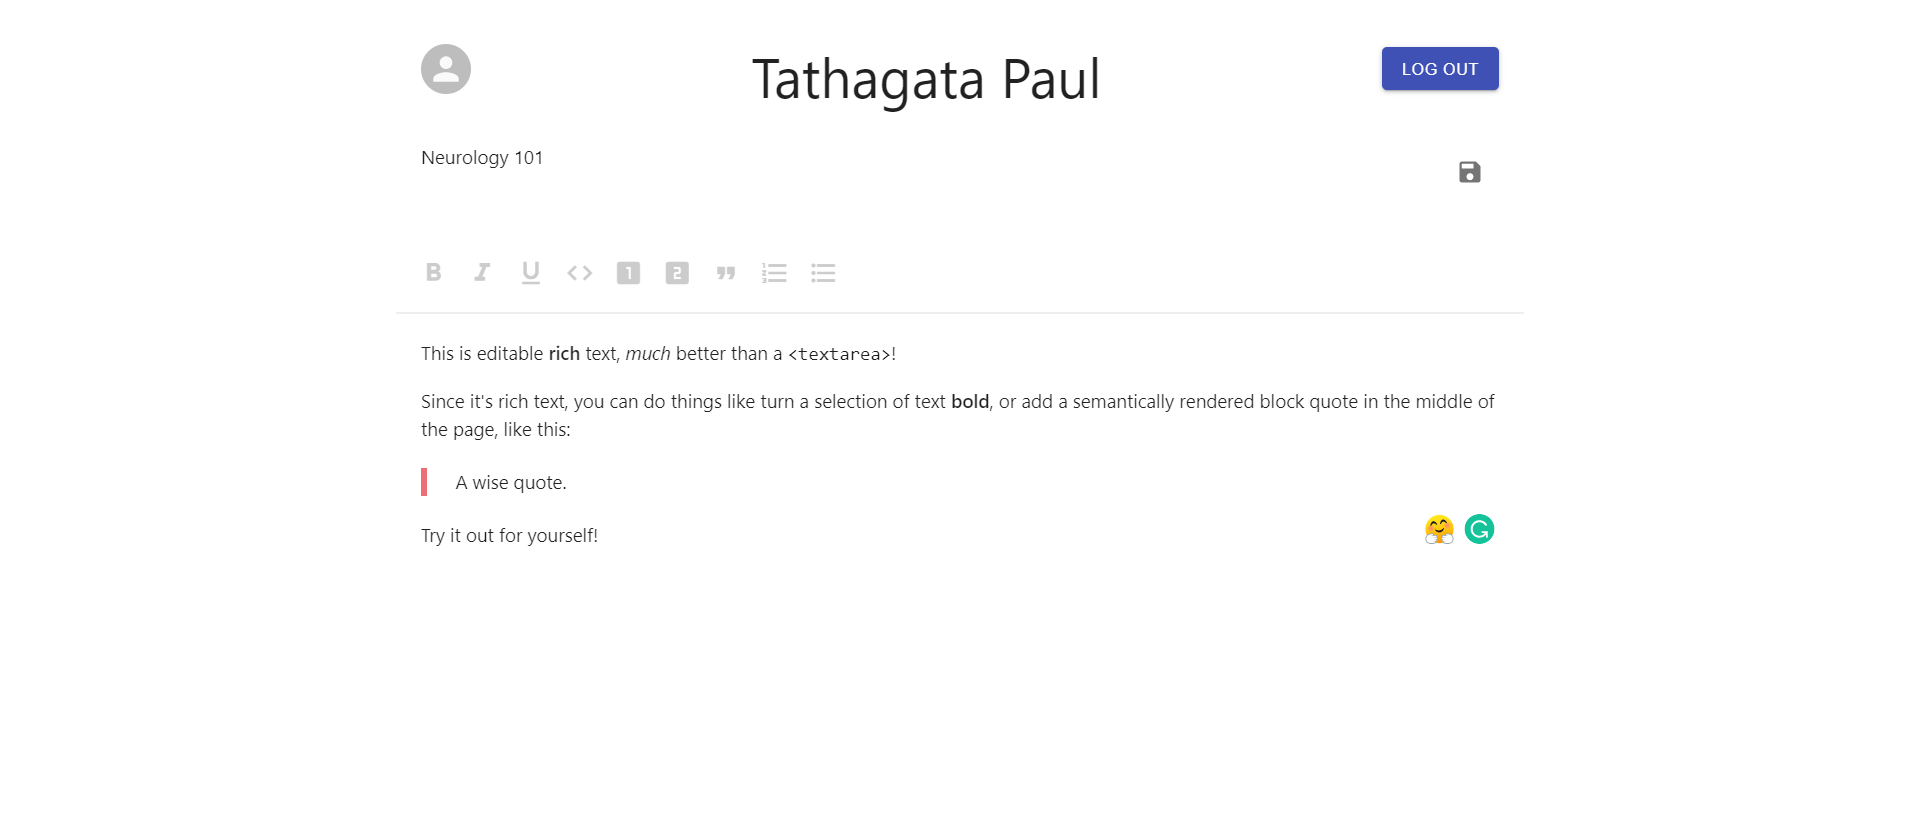 Tathagata Paul
LOG OUT
Neurology 101
This is editable rich text, much better than a <textarea>!
Since it's rich text, you can do things like turn a selection of text bold, or add a semantically rendered block quote in the middle of
the page, like this:
A wise quote.
Try it out for yourself!